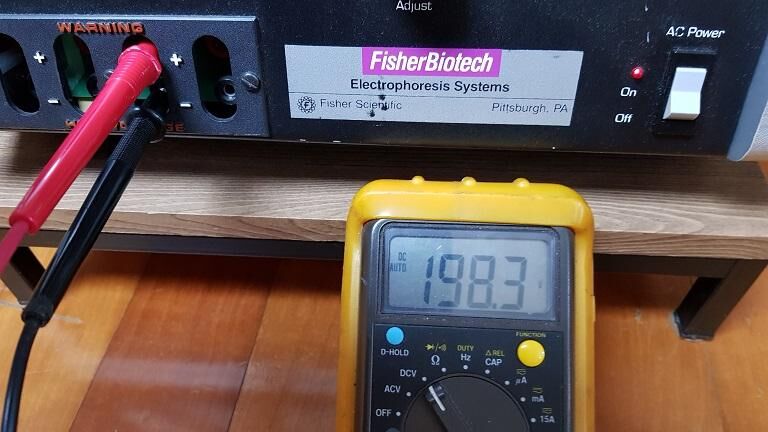 Adjust
WARNING
AC Power
FisherBiotech
Electrophoresis Systems
Fisher Scientific
Pittsburgh, PA
On
Off
+
+
-
-
DC
AUTO
198.3
D-HOLD
Ω
DUTY
Hz
Δ REL
CAP
FUNCTION
DCV
ACV
OFF
μA
mA
15A